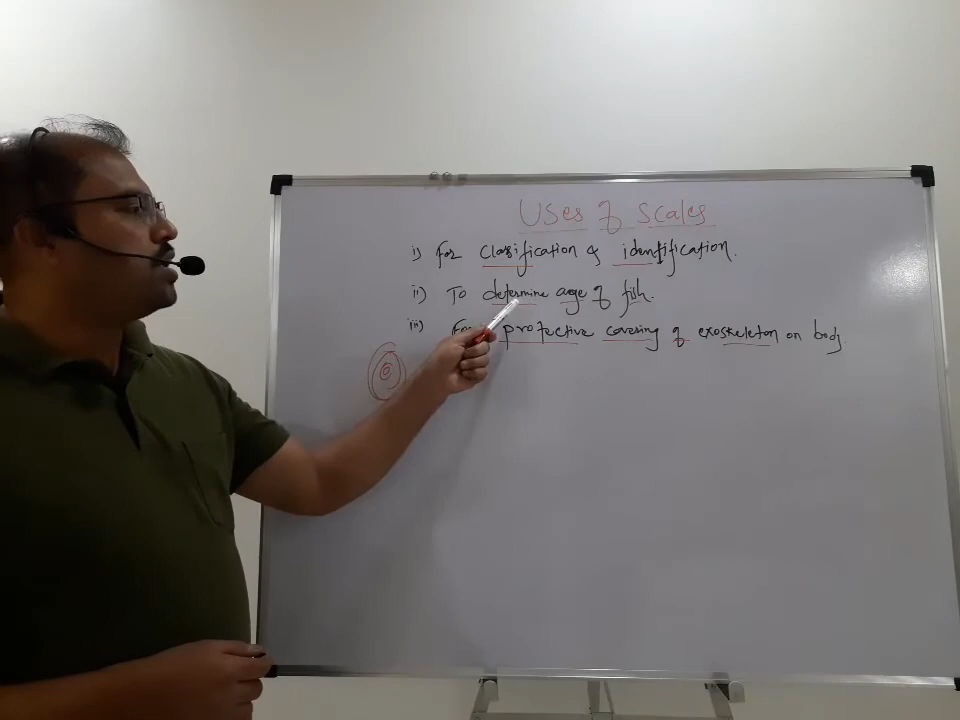 Uses of Scales
i) For Classification & identification.
ii) To determine age of fish.
iii) For protective covering of exoskeleton on body